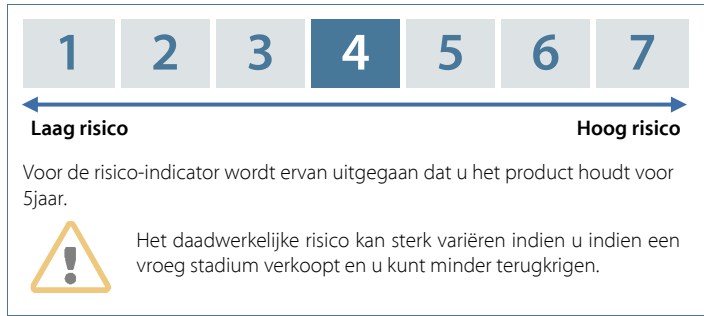 1 2 3 4 5 6 7
Laag risico Hoog risico
Voor de risico-indicator wordt ervan uitgegaan dat u het product houdt voor
5jaar.
Het daadwerkelijke risico kan sterk variëren indien u indien een
vroeg stadium verkoopt en u kunt minder terugkrigen.